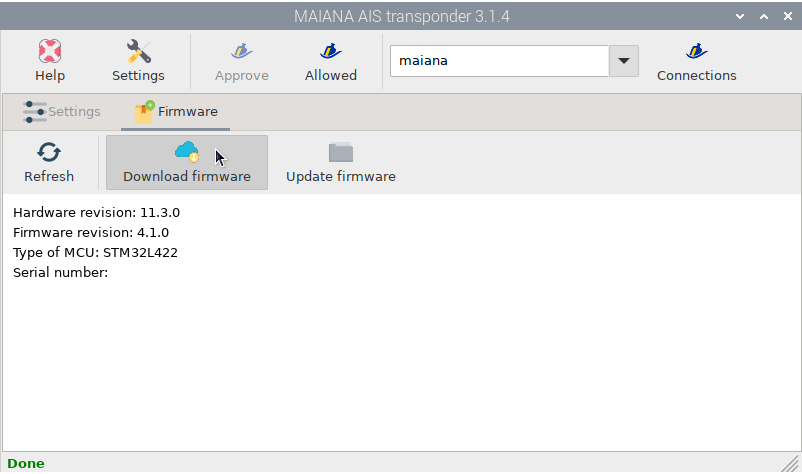 MAIANA AIS transponder 3.1.4
Help Settings Approve Allowed maiana Connections
Settings Firmware
Refresh Download firmware Update firmware
Hardware revision: 11.3.0
Firmware revision: 4.1.0
Type of MCU: STM32L422
Serial number:
Done